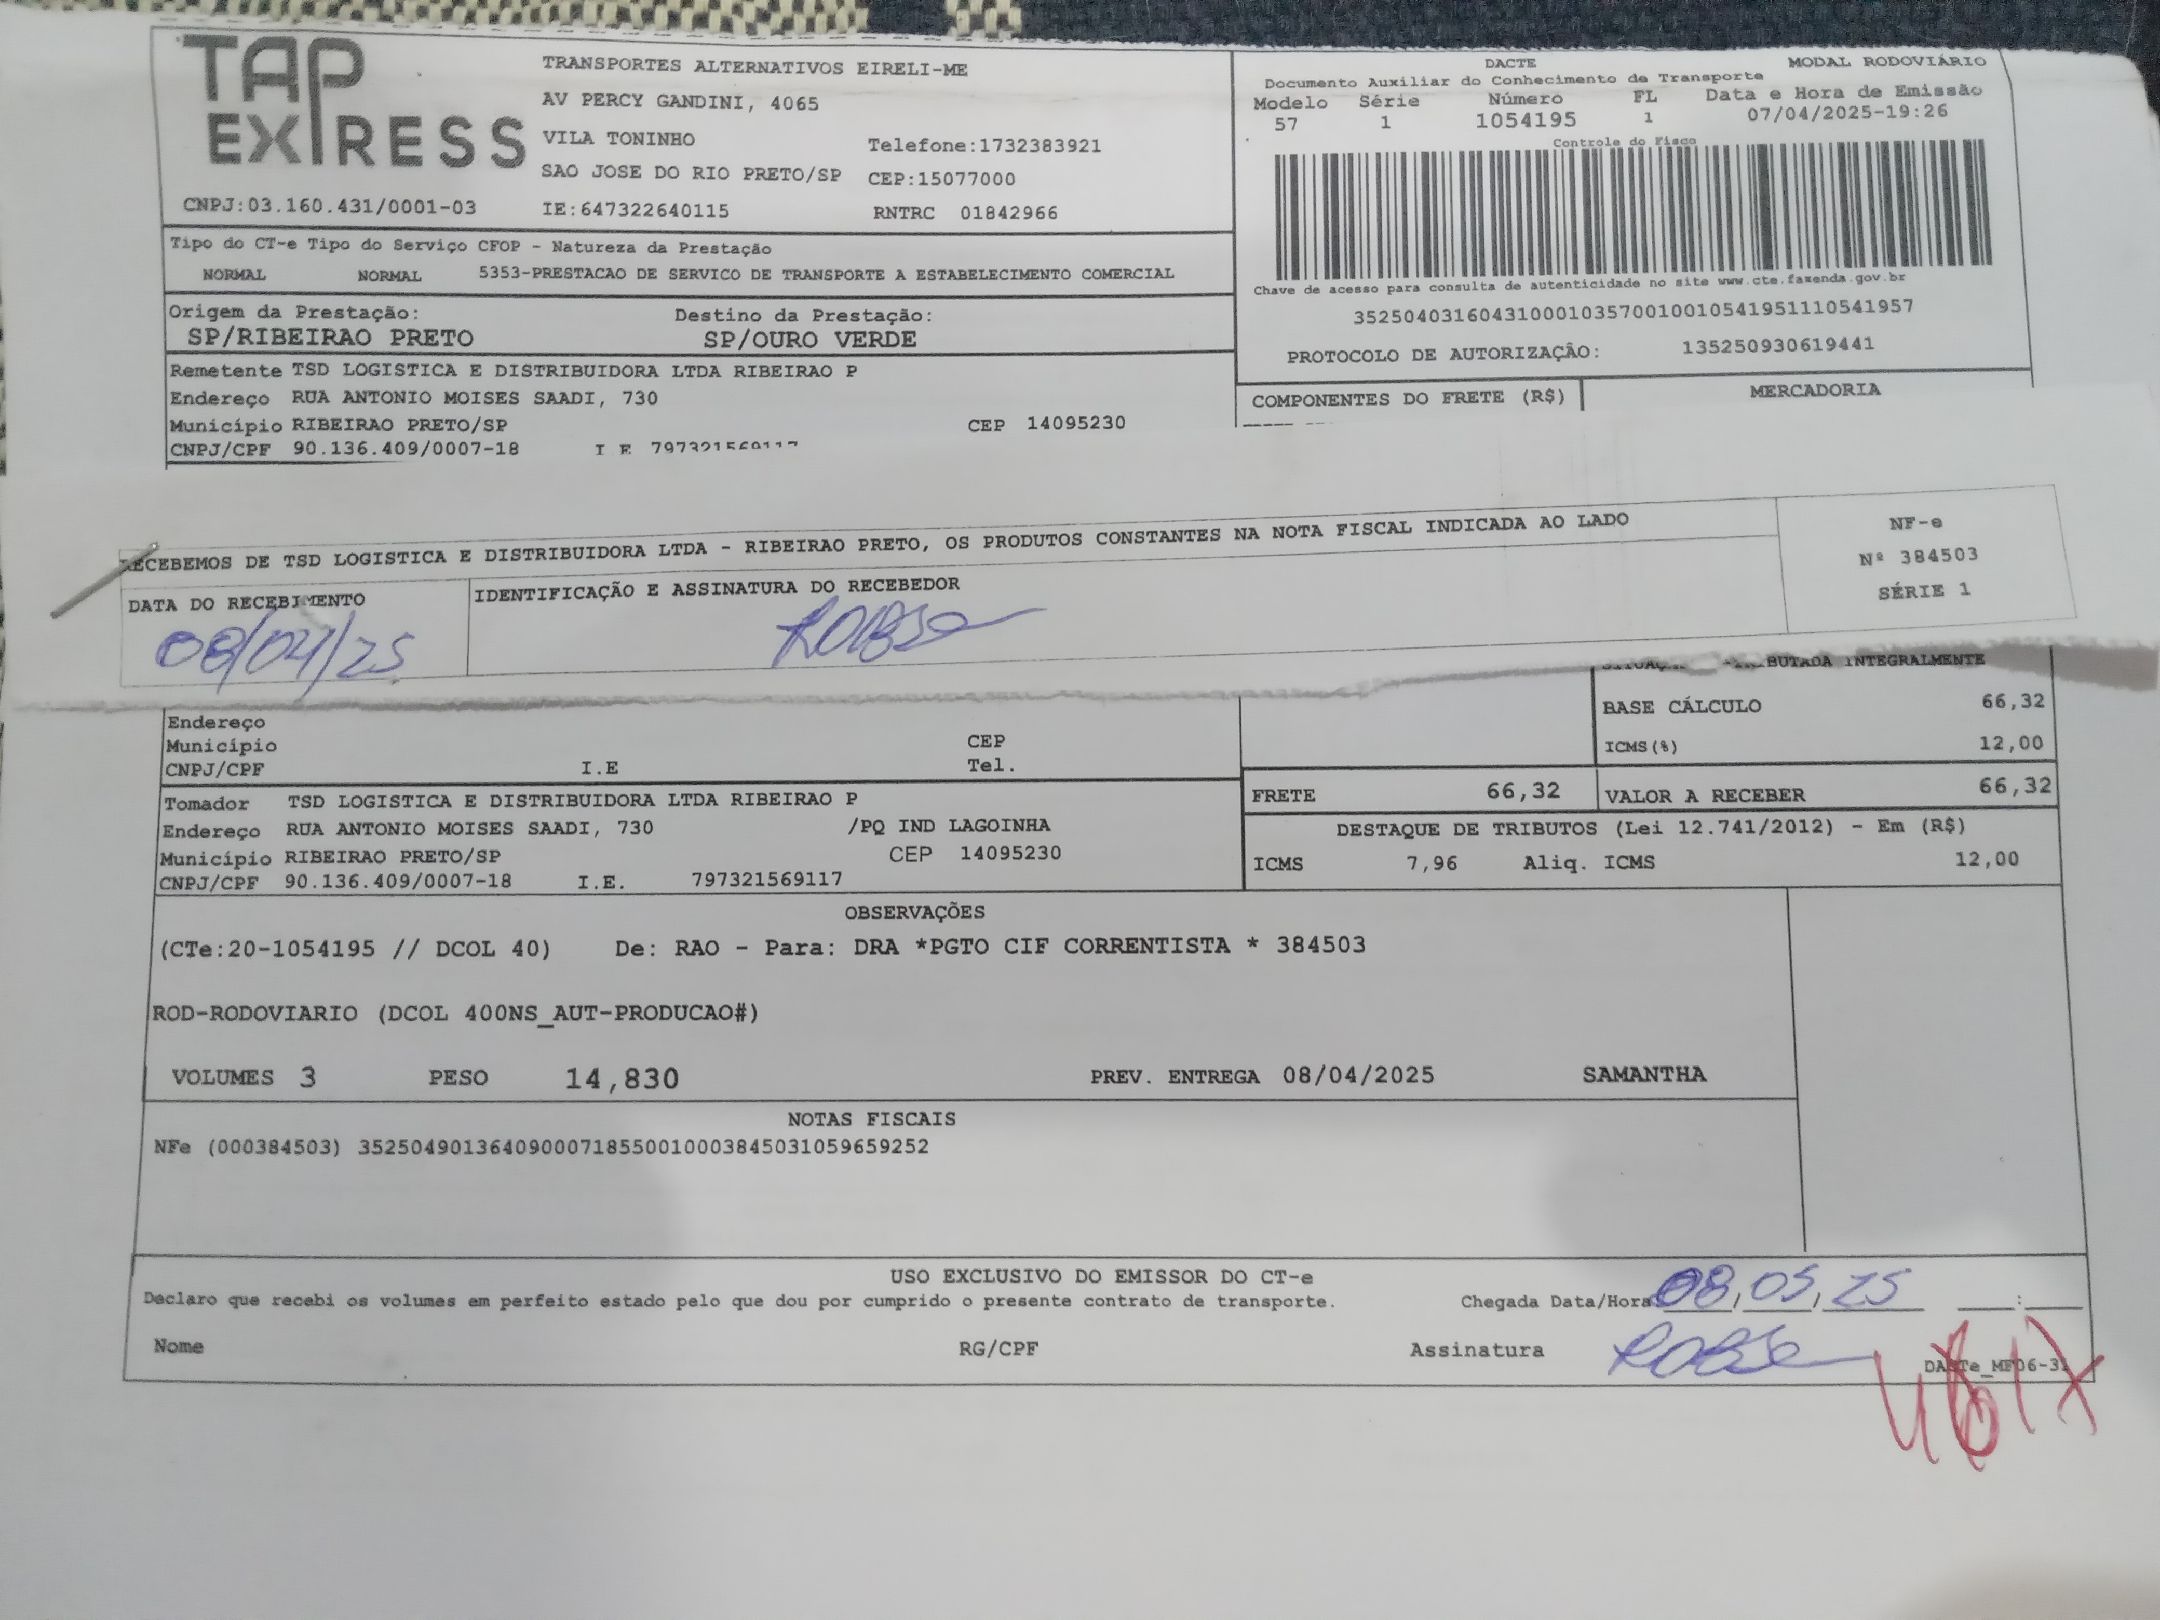 TAP EXPRESS
TRANSPORTES ALTERNATIVOS EIRELI-ME
AV PERCY GANDINI, 4065
VILA TONINHO
Telefone:1732383921
SAO JOSE DO RIO PRETO/SP CEP:15077000
CNPJ:03.160.431/0001-03 IE:647322640115 RNTRC 01842966
DACTE MODAL RODOVIÁRIO
Documento Auxiliar do Conhecimento de Transporte
Modelo Série Número FL Data e Hora de Emissão
57 1 1054195 1 07/04/2025-19:26
Controle do Fisco
Chave de acesso para consulta de autenticidade no site www.cte.fazenda.gov.br
35250403160431000103570010010541951110541957
PROTOCOLO DE AUTORIZAÇÃO: 135250930619441
Tipo do CT-e Tipo do Serviço CFOP - Natureza da Prestação
NORMAL NORMAL 5353-PRESTACAO DE SERVICO DE TRANSPORTE A ESTABELECIMENTO COMERCIAL
Origem da Prestação: Destino da Prestação:
SP/RIBEIRAO PRETO SP/OURO VERDE
Remetente TSD LOGISTICA E DISTRIBUIDORA LTDA RIBEIRAO P
Endereço RUA ANTONIO MOISES SAADI, 730
Município RIBEIRAO PRETO/SP CEP 14095230
CNPJ/CPF 90.136.409/0007-18 I E 797321569117
COMPONENTES DO FRETE (R$) MERCADORIA
RECEBEMOS DE TSD LOGISTICA E DISTRIBUIDORA LTDA - RIBEIRAO PRETO, OS PRODUTOS CONSTANTES NA NOTA FISCAL INDICADA AO LADO
NF-e
Nº 384503
SÉRIE 1
DATA DO RECEBIMENTO IDENTIFICAÇÃO E ASSINATURA DO RECEBEDOR
08/04/25
BUTADA INTEGRALMENTE
BASE CÁLCULO 66,32
ICMS(%) 12,00
Endereço
Município CEP
CNPJ/CPF I.E Tel.
FRETE 66,32 VALOR A RECEBER 66,32
Tomador TSD LOGISTICA E DISTRIBUIDORA LTDA RIBEIRAO P
Endereço RUA ANTONIO MOISES SAADI, 730 /PQ IND LAGOINHA
Município RIBEIRAO PRETO/SP CEP 14095230
CNPJ/CPF 90.136.409/0007-18 I.E. 797321569117
DESTAQUE DE TRIBUTOS (Lei 12.741/2012) - Em (R$)
ICMS 7,96 Aliq. ICMS 12,00
OBSERVAÇÕES
(CTe:20-1054195 // DCOL 40) De: RAO - Para: DRA *PGTO CIF CORRENTISTA * 384503
ROD-RODOVIARIO (DCOL 400NS_AUT-PRODUCAO#)
VOLUMES 3 PESO 14,830 PREV. ENTREGA 08/04/2025 SAMANTHA
NOTAS FISCAIS
NFe (000384503) 35250490136409000718550010003845031059659252
USO EXCLUSIVO DO EMISSOR DO CT-e
Declaro que recebi os volumes em perfeito estado pelo que dou por cumprido o presente contrato de transporte. Chegada Data/Hora 08,05,25
Nome RG/CPF Assinatura